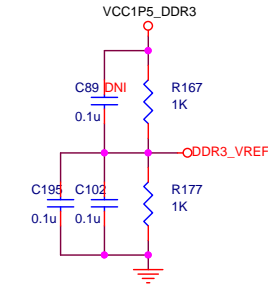 VCC1P5_DDR3
C89 DNI
R167
0.1u
1K
DDR3_VREF
C195
C102
R177
0.1u
0.1u
1K